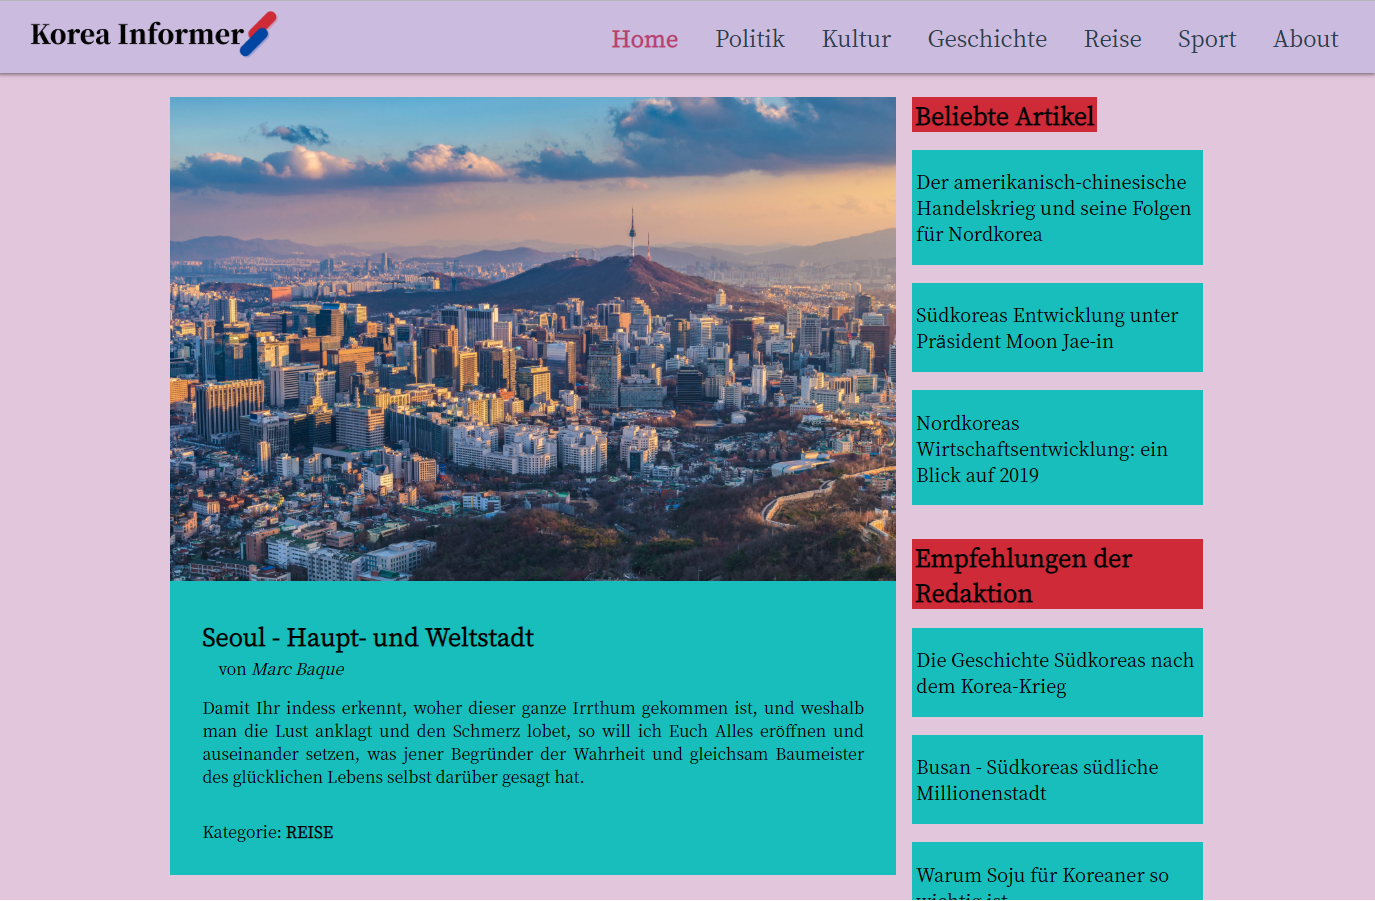 Korea Informer
Home Politik Kultur Geschichte Reise Sport About
Seoul - Haupt- und Weltstadt
von Marc Baque
Damit Ihr indess erkennt, woher dieser ganze Irrthum gekommen ist, und weshalb
man die Lust anklagt und den Schmerz lobet, so will ich Euch Alles eröffnen und
auseinander setzen, was jener Begründer der Wahrheit und gleichsam Baumeister
des glücklichen Lebens selbst darüber gesagt hat.
Kategorie: REISE
Beliebte Artikel
Der amerikanisch-chinesische
Handelskrieg und seine Folgen
für Nordkorea
Südkoreas Entwicklung unter
Präsident Moon Jae-in
Nordkoreas
Wirtschaftsentwicklung: ein
Blick auf 2019
Empfehlungen der
Redaktion
Die Geschichte Südkoreas nach
dem Korea-Krieg
Busan - Südkoreas südliche
Millionenstadt
Warum Soju für Koreaner so
wichtig ist